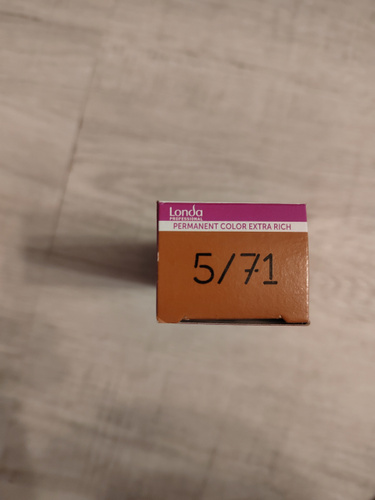 Londa
PROFESSIONAL
PERMANENT COLOR EXTRA RICH
5/71